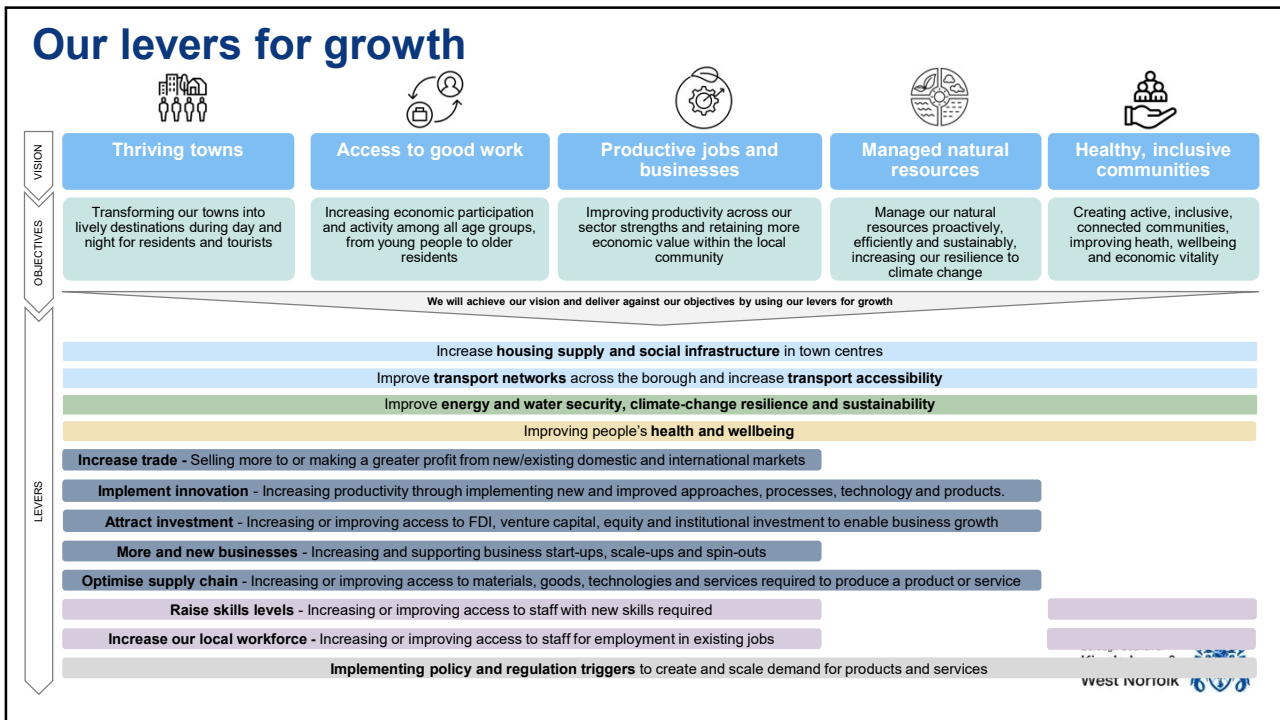 Our levers for growth
VISION
Thriving towns
Access to good work
Productive jobs and
businesses
Managed natural
resources
Healthy, inclusive
communities
OBJECTIVES
Transforming our towns into
lively destinations during day and
night for residents and tourists
Increasing economic participation
and activity among all age groups,
from young people to older
residents
Improving productivity across our
sector strengths and retaining more
economic value within the local
community
Manage our natural
resources proactively,
efficiently and sustainably,
increasing our resilience to
climate change
Creating active, inclusive,
connected communities,
improving heath, wellbeing
and economic vitality
We will achieve our vision and deliver against our objectives by using our levers for growth
LEVERS
Increase housing supply and social infrastructure in town centres
Improve transport networks across the borough and increase transport accessibility
Improve energy and water security, climate-change resilience and sustainability
Improving people's health and wellbeing
Increase trade - Selling more to or making a greater profit from new/existing domestic and international markets
Implement innovation - Increasing productivity through implementing new and improved approaches, processes, technology and products.
Attract investment - Increasing or improving access to FDI, venture capital, equity and institutional investment to enable business growth
More and new businesses - Increasing and supporting business start-ups, scale-ups and spin-outs
Optimise supply chain - Increasing or improving access to materials, goods, technologies and services required to produce a product or service
Raise skills levels - Increasing or improving access to staff with new skills required
Increase our local workforce - Increasing or improving access to staff for employment in existing jobs
Implementing policy and regulation triggers to create and scale demand for products and services
West Norfolk